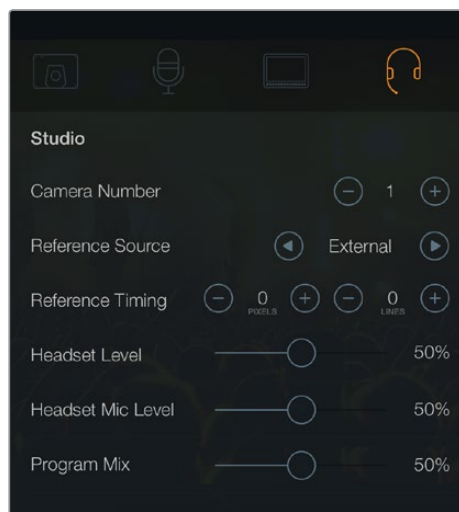 Studio
Camera Number 1
Reference Source External
Reference Timing 0 PIXELS 0 LINES
Headset Level 50%
Headset Mic Level 50%
Program Mix 50%